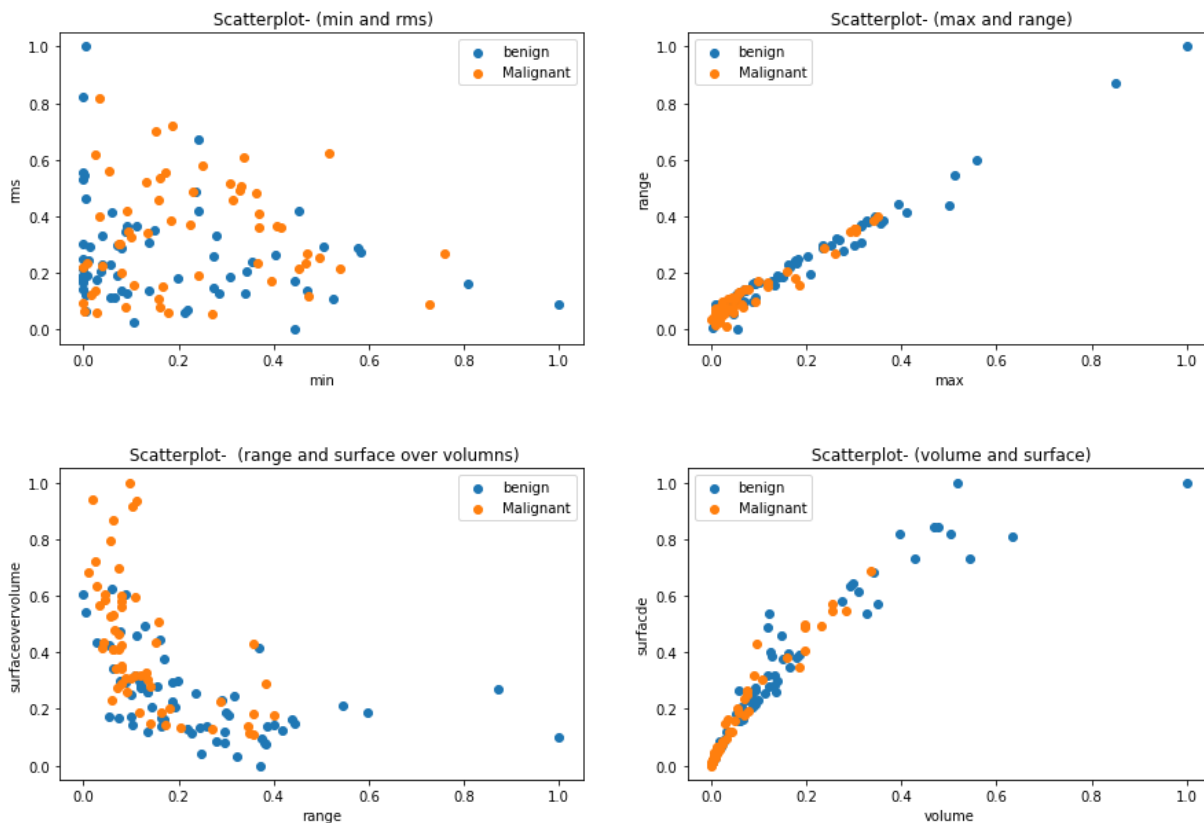 Scatterplot- (min and rms)
1.0
0.8
0.6
0.4
0.2
0.0
rms
benign
Malignant
0.0 0.2 0.4 0.6 0.8 1.0
min
Scatterplot- (max and range)
1.0
0.8
0.6
0.4
0.2
0.0
range
benign
Malignant
0.0 0.2 0.4 0.6 0.8 1.0
max
Scatterplot- (range and surface over volumns)
1.0
0.8
0.6
0.4
0.2
0.0
surfaceovervolume
benign
Malignant
0.0 0.2 0.4 0.6 0.8 1.0
range
Scatterplot- (volume and surface)
1.0
0.8
0.6
0.4
0.2
0.0
surfacde
benign
Malignant
0.0 0.2 0.4 0.6 0.8 1.0
volume